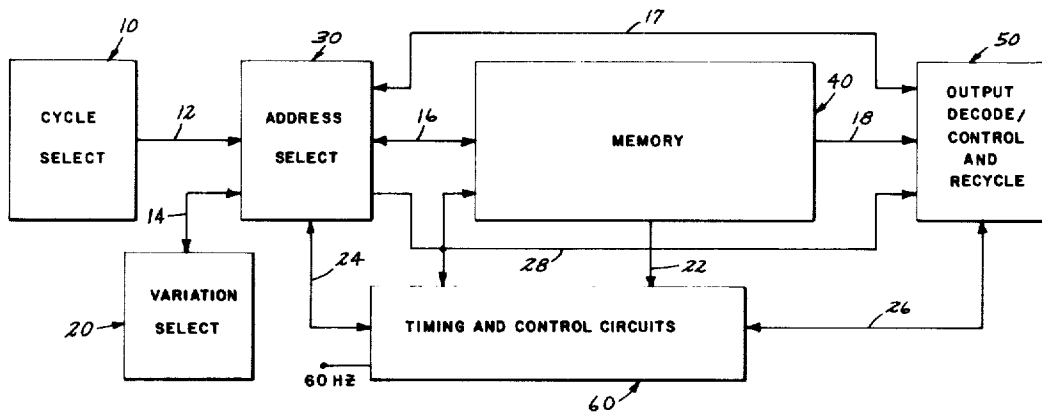 10
30
17
50
CYCLE
SELECT
12
ADDRESS
SELECT
16
MEMORY
40
18
OUTPUT
DECODE/
CONTROL
AND
RECYCLE
14
24
28
22
VARIATION
SELECT
20
TIMING AND CONTROL CIRCUITS
26
60 HZ
60